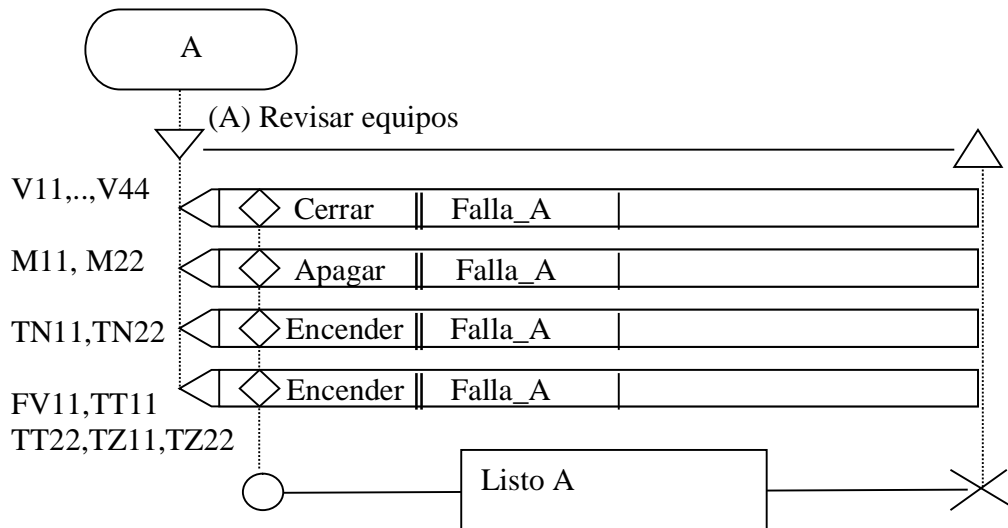 A
(A) Revisar equipos
V11,..,V44
Cerrar
Falla_A
M11, M22
Apagar
Falla_A
TN11,TN22
Encender
Falla_A
FV11,TT11
TT22,TZ11,TZ22
Encender
Falla_A
Listo A